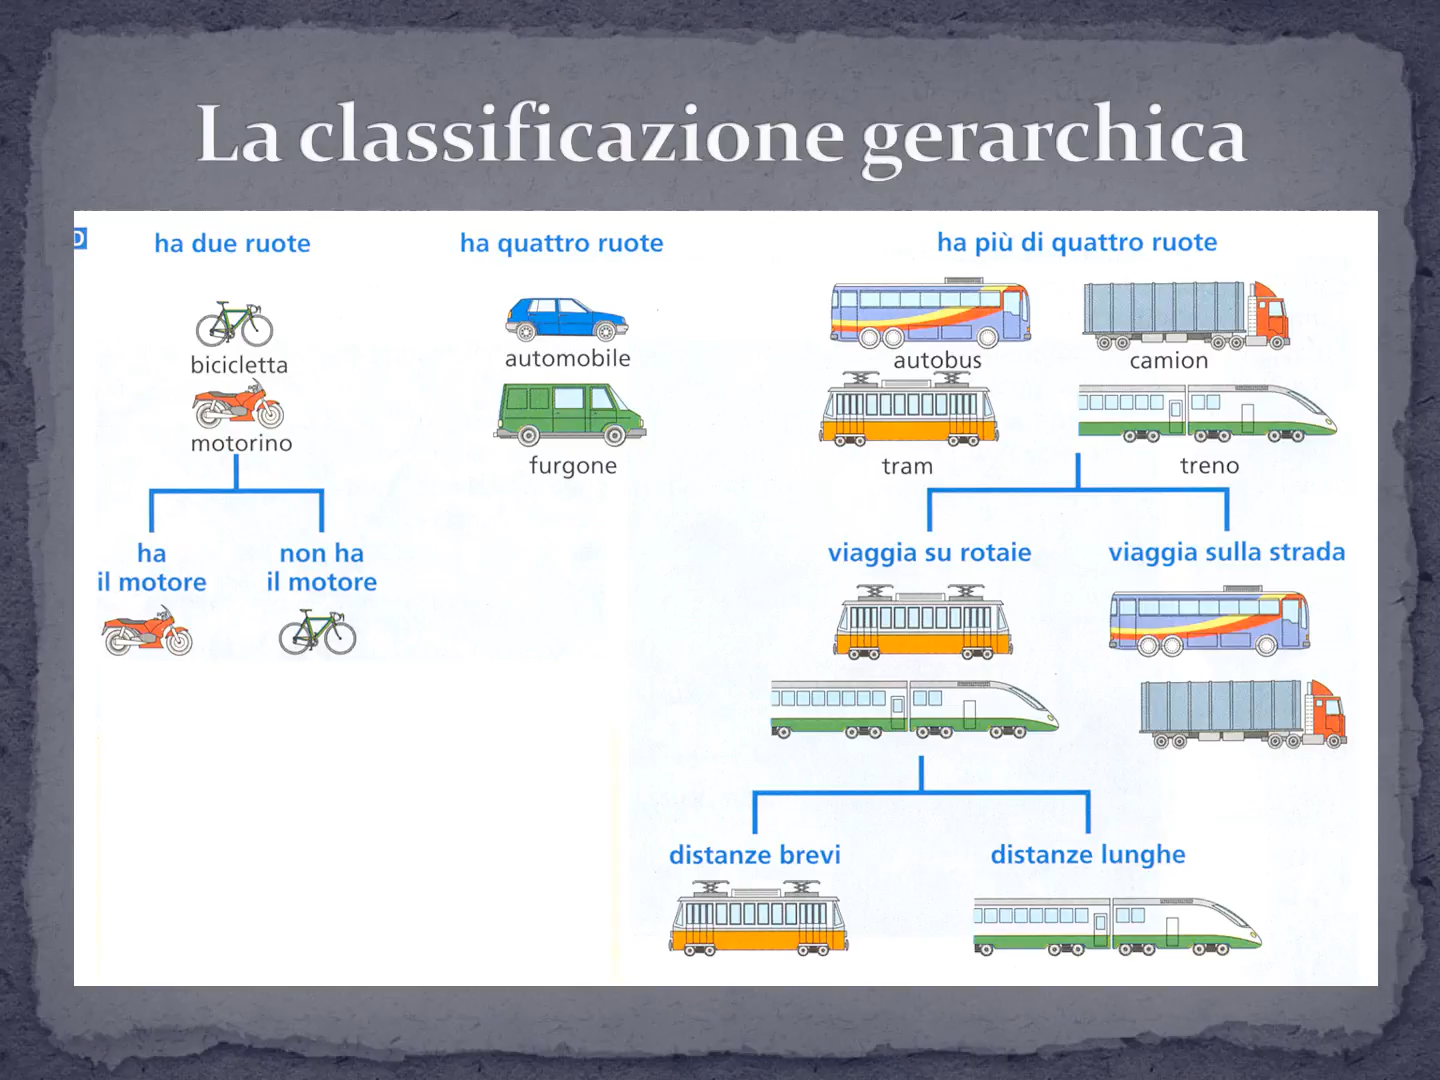 La classificazione gerarchica
D
ha due ruote
ha quattro ruote
ha più di quattro ruote
bicicletta
automobile
autobus
camion
motorino
furgone
tram
treno
ha
il motore
non ha
il motore
viaggia su rotaie
viaggia sulla strada
distanze brevi
distanze lunghe